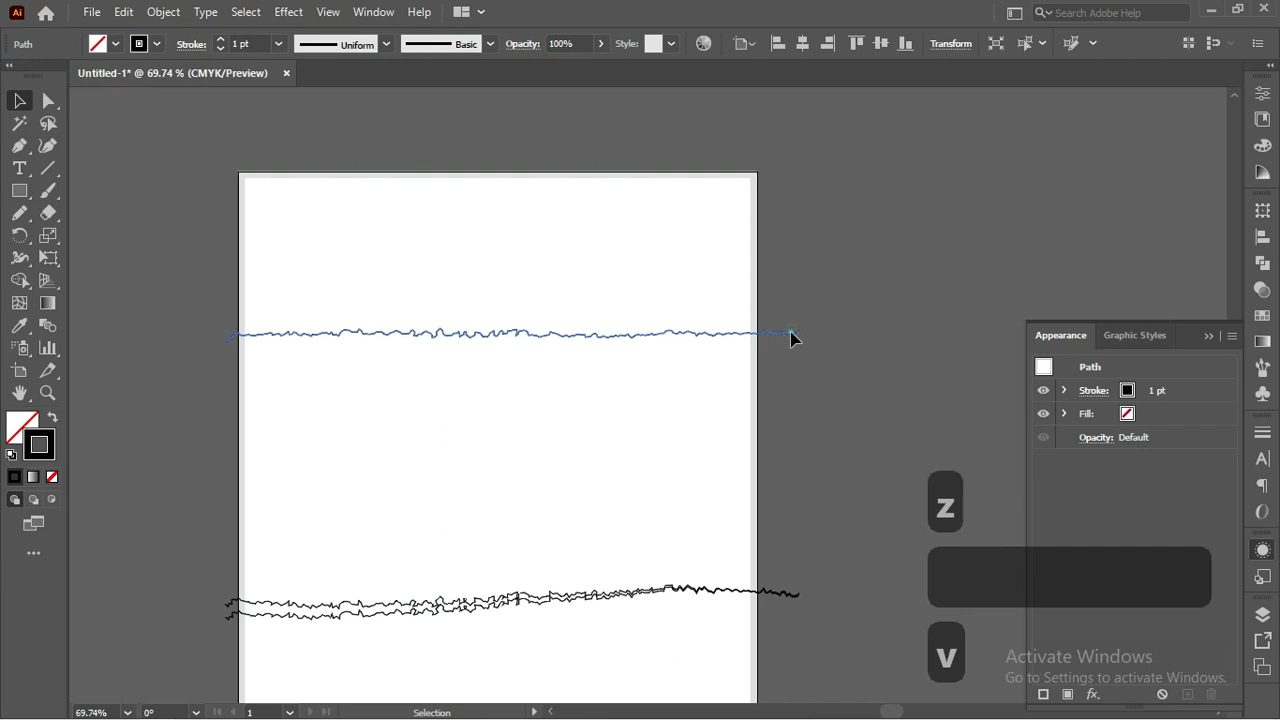 Ai File Edit Object Type Select Effect View Window Help Search Adobe Help
Path Stroke: 1 pt Uniform Basic Opacity: 100% Style: Transform
Untitled-1* @ 69.74 % (CMYK/Preview)
Appearance Graphic Styles
Path
Stroke: 1 pt
Fill:
Opacity: Default
z
v
Activate Windows
Go to Settings to activate Windows.
69.74% 0° 1 Selection